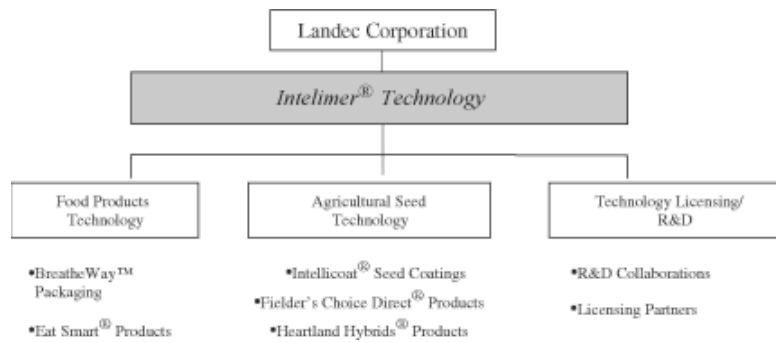 Landec Corporation
Intelimer® Technology
Food Products
Technology
Agricultural Seed
Technology
Technology Licensing/
R&D
•BreatheWay™
Packaging
•Eat Smart® Products
•Intellicoat® Seed Coatings
•Fielder's Choice Direct® Products
•Heartland Hybrids® Products
•R&D Collaborations
•Licensing Partners